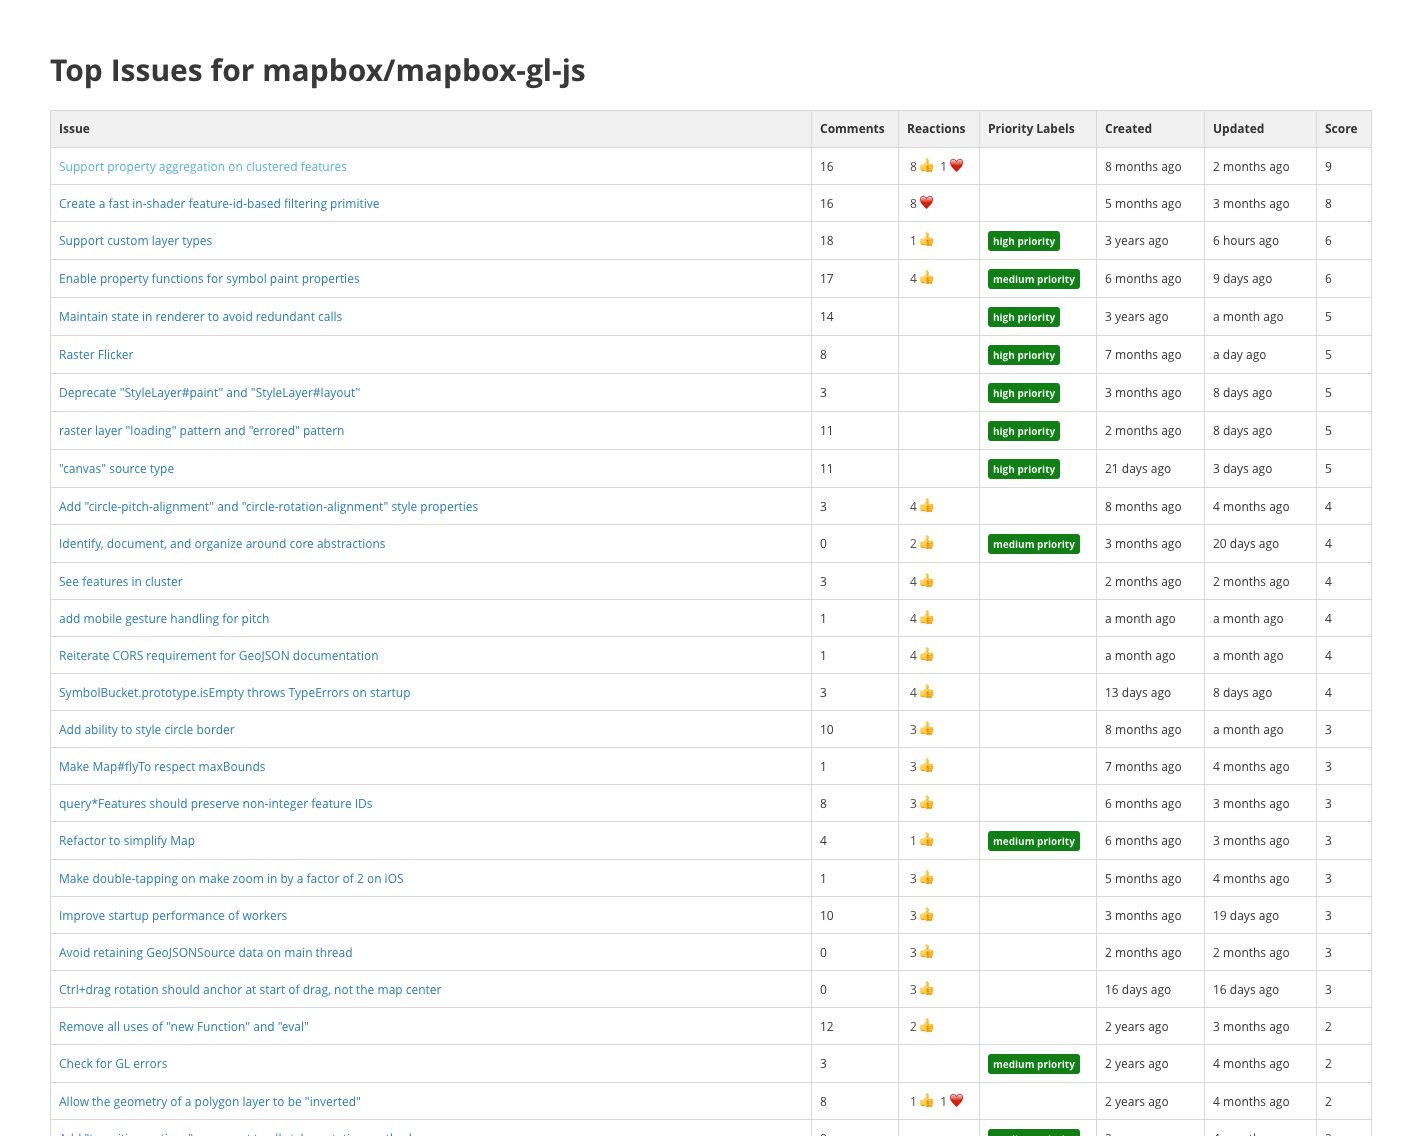 Top Issues for mapbox/mapbox-gl-js
Issue Comments Reactions Priority Labels Created Updated Score
Support property aggregation on clustered features 16 8 👍 1 ❤️ 8 months ago 2 months ago 9
Create a fast in-shader feature-id-based filtering primitive 16 8 ❤️ 5 months ago 3 months ago 8
Support custom layer types 18 1 👍 high priority 3 years ago 6 hours ago 6
Enable property functions for symbol paint properties 17 4 👍 medium priority 6 months ago 9 days ago 6
Maintain state in renderer to avoid redundant calls 14 high priority 3 years ago a month ago 5
Raster Flicker 8 high priority 7 months ago a day ago 5
Deprecate "StyleLayer#paint" and "StyleLayer#layout" 3 high priority 3 months ago 8 days ago 5
raster layer "loading" pattern and "errored" pattern 11 high priority 2 months ago 8 days ago 5
"canvas" source type 11 high priority 21 days ago 3 days ago 5
Add "circle-pitch-alignment" and "circle-rotation-alignment" style properties 3 4 👍 8 months ago 4 months ago 4
Identify, document, and organize around core abstractions 0 2 👍 medium priority 3 months ago 20 days ago 4
See features in cluster 3 4 👍 2 months ago 2 months ago 4
add mobile gesture handling for pitch 1 4 👍 a month ago a month ago 4
Reiterate CORS requirement for GeoJSON documentation 1 4 👍 a month ago a month ago 4
SymbolBucket.prototype.isEmpty throws TypeErrors on startup 3 4 👍 13 days ago 8 days ago 4
Add ability to style circle border 10 3 👍 8 months ago a month ago 3
Make Map#flyTo respect maxBounds 1 3 👍 7 months ago 4 months ago 3
query*Features should preserve non-integer feature IDs 8 3 👍 6 months ago 3 months ago 3
Refactor to simplify Map 4 1 👍 medium priority 6 months ago 3 months ago 3
Make double-tapping on make zoom in by a factor of 2 on iOS 1 3 👍 5 months ago 4 months ago 3
Improve startup performance of workers 10 3 👍 3 months ago 19 days ago 3
Avoid retaining GeoJSONSource data on main thread 0 3 👍 2 months ago 2 months ago 3
Ctrl+drag rotation should anchor at start of drag, not the map center 0 3 👍 16 days ago 16 days ago 3
Remove all uses of "new Function" and "eval" 12 2 👍 2 years ago 3 months ago 2
Check for GL errors 3 medium priority 2 years ago 4 months ago 2
Allow the geometry of a polygon layer to be "inverted" 8 1 👍 1 ❤️ 2 years ago 4 months ago 2